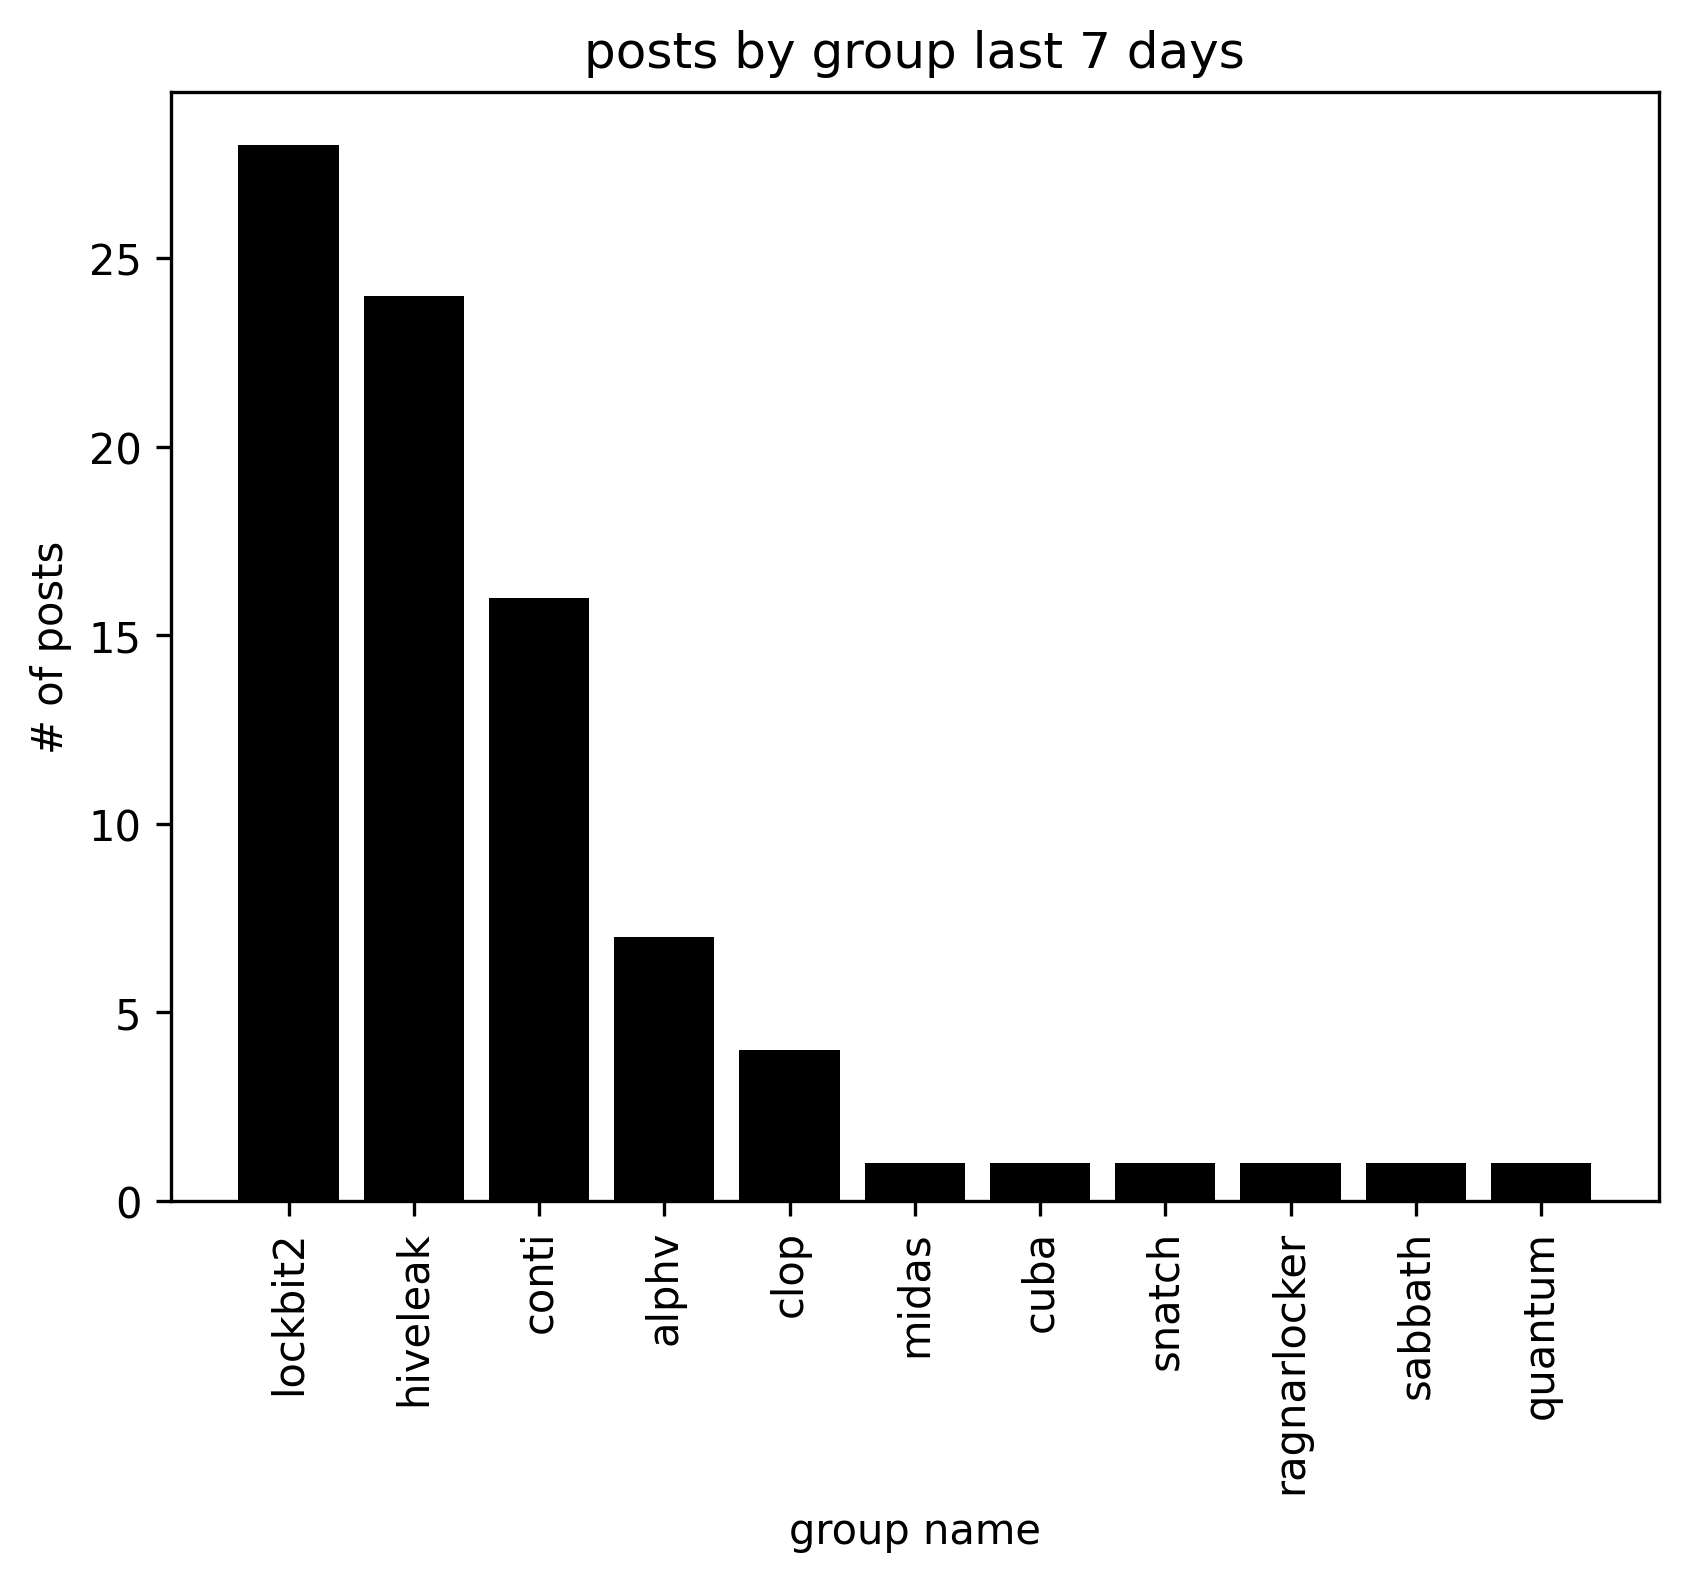 posts by group last 7 days
# of posts
25
20
15
10
5
0
lockbit2
hiveleak
conti
alphv
clop
midas
cuba
snatch
ragnarlocker
sabbath
quantum
group name